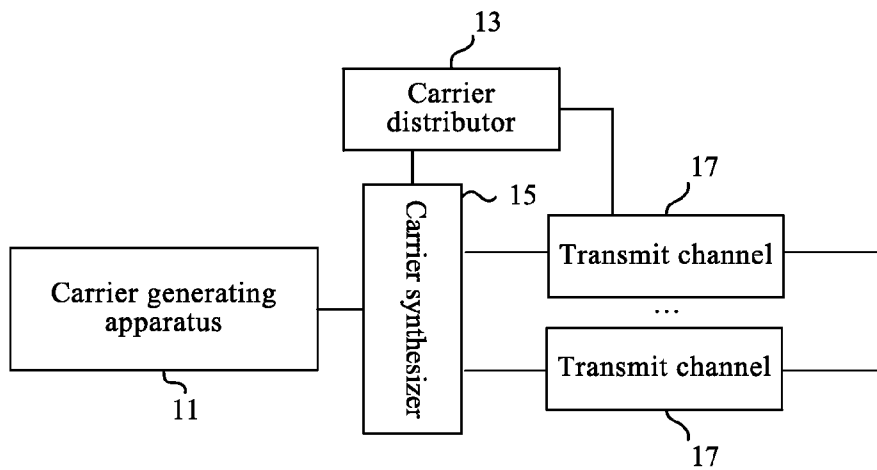 13
Carrier
distributor
15
Carrier synthesizer
17
Transmit channel
...
Carrier generating
apparatus
11
Transmit channel
17